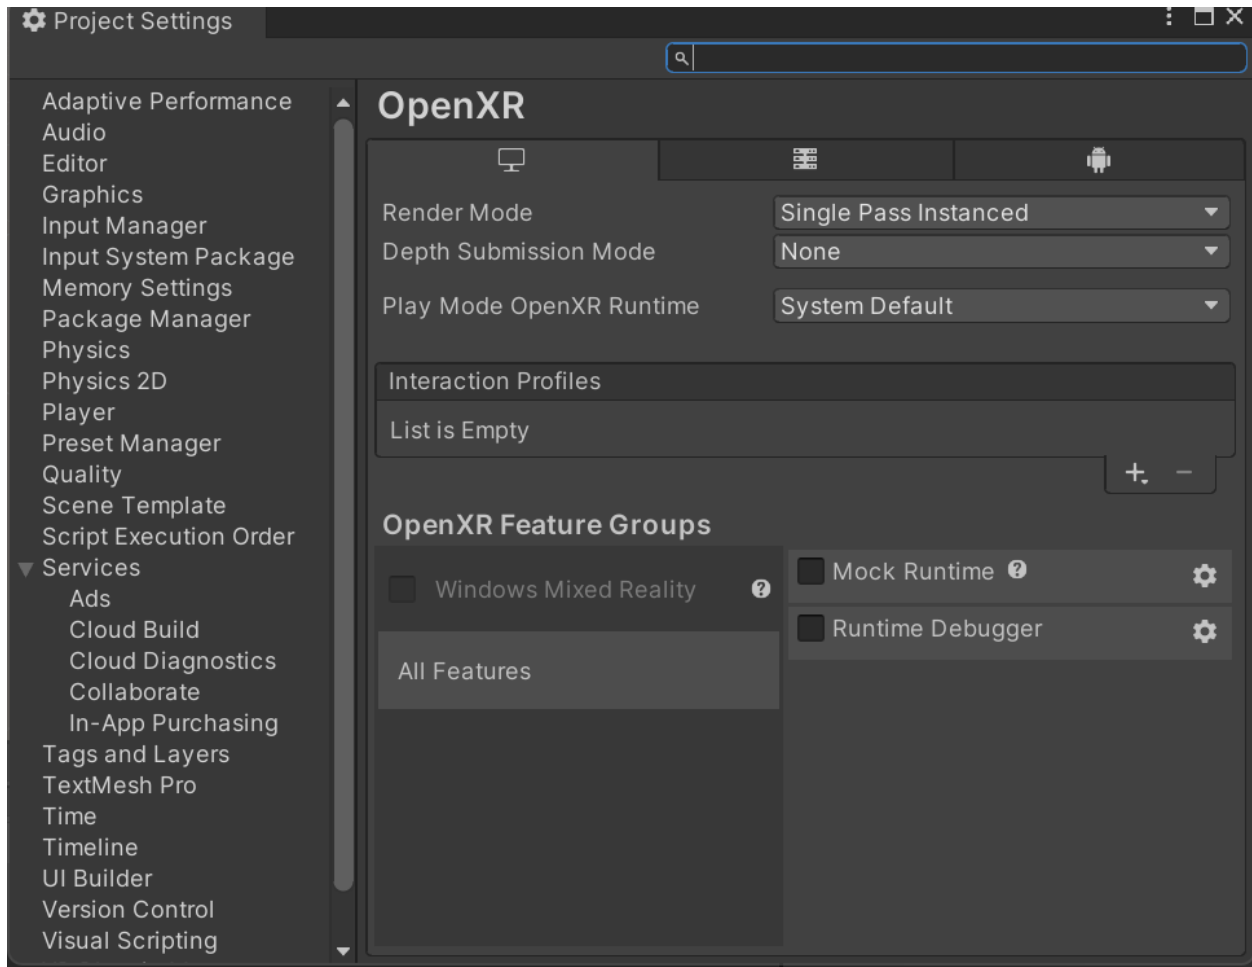 Project Settings
Adaptive Performance
Audio
Editor
Graphics
Input Manager
Input System Package
Memory Settings
Package Manager
Physics
Physics 2D
Player
Preset Manager
Quality
Scene Template
Script Execution Order
Services
Ads
Cloud Build
Cloud Diagnostics
Collaborate
In-App Purchasing
Tags and Layers
TextMesh Pro
Time
Timeline
UI Builder
Version Control
Visual Scripting
OpenXR
Render Mode Single Pass Instanced
Depth Submission Mode None
Play Mode OpenXR Runtime System Default
Interaction Profiles
List is Empty
OpenXR Feature Groups
Windows Mixed Reality
All Features
Mock Runtime
Runtime Debugger